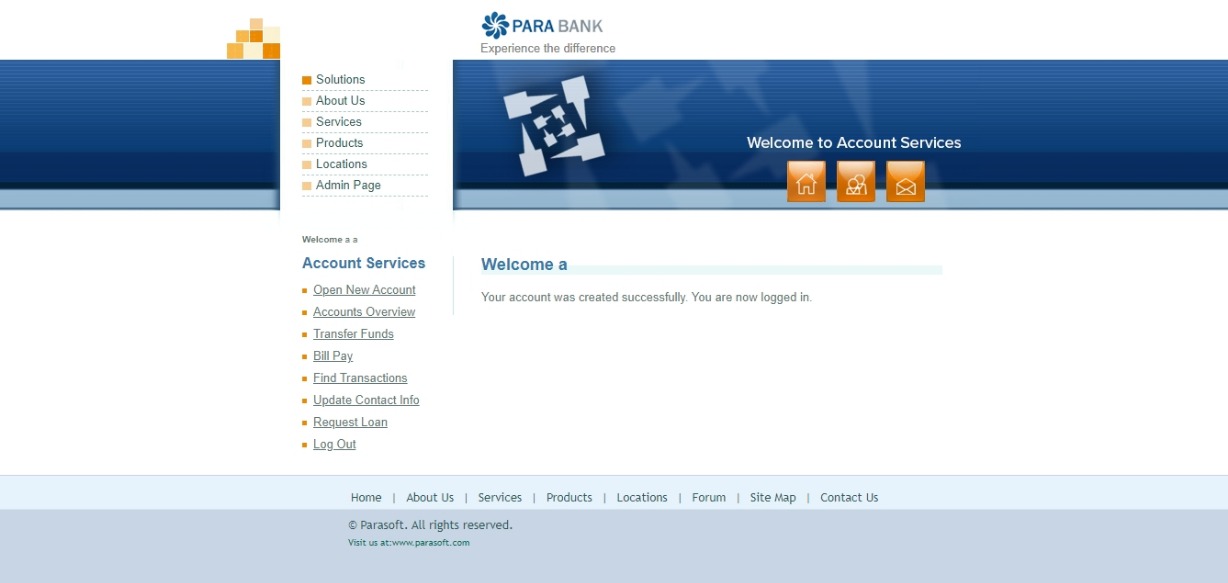 PARA BANK
Experience the difference
Solutions
About Us
Services
Products
Locations
Admin Page
Welcome to Account Services
Welcome a a
Account Services
Open New Account
Accounts Overview
Transfer Funds
Bill Pay
Find Transactions
Update Contact Info
Request Loan
Log Out
Welcome a
Your account was created successfully. You are now logged in.
Home | About Us | Services | Products | Locations | Forum | Site Map | Contact Us
© Parasoft. All rights reserved.
Visit us at:www.parasoft.com